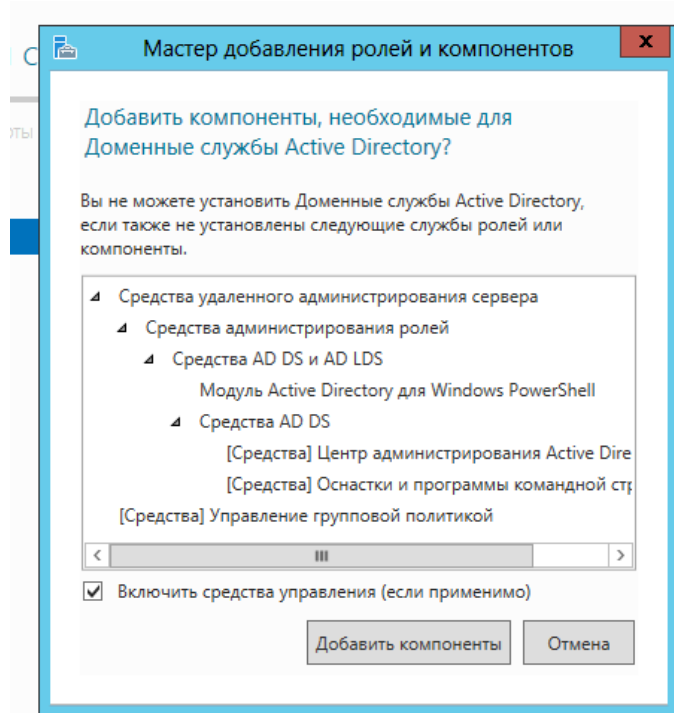 С
Мастер добавления ролей и компонентов
x
оты
Добавить компоненты, необходимые для
Доменные службы Active Directory?
Вы не можете установить Доменные службы Active Directory,
если также не установлены следующие службы ролей или
компоненты.
Средства удаленного администрирования сервера
Средства администрирования ролей
Средства AD DS и AD LDS
Модуль Active Directory для Windows PowerShell
Средства AD DS
[Средства] Центр администрирования Active Dire
[Средства] Оснастки и программы командной стр
[Средства] Управление групповой политикой
Включить средства управления (если применимо)
Добавить компоненты Отмена